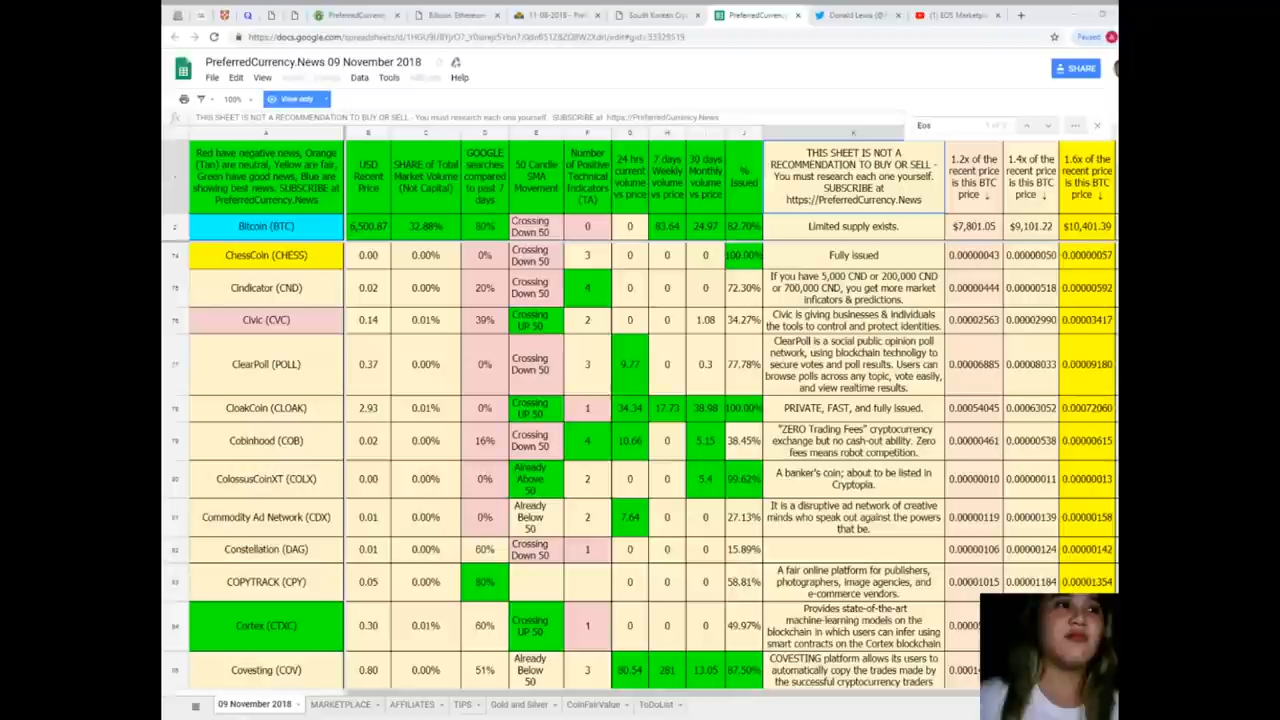 PreferredCurrency
Bitcoin, Ethereum
11-08-2018 - Pref
South Korean Cry
PreferredCurrency
Donald Lewis (@
(1) EOS Marketpl
Paused
PreferredCurrency.News 09 November 2018
SHARE
File Edit View Data Tools Help
100% View only
THIS SHEET IS NOT A RECOMMENDATION TO BUY OR SELL - You must research each one yourself. SUBSCRIBE at https://PreferredCurrency.News
Eos
A B C D E F G H I J K
Red have negative news, Orange
(Tan) are neutral, Yellow are fair,
Green have good news, Blue are
showing best news. SUBSCRIBE at
PreferredCurrency.News
USD
Recent
Price
SHARE of Total
Market Volume
(Not Capital)
GOOGLE
searches
compared
to past 7
days
50 Candle
SMA
Movement
Number
of Positive
Technical
Indicators
(TA)
24 hrs
current
volume
vs price
7 days
Weekly
volume
vs price
30 days
Monthly
volume
vs price
%
Issued
THIS SHEET IS NOT A
RECOMMENDATION TO BUY OR SELL -
You must research each one yourself.
SUBSCRIBE at
https://PreferredCurrency.News
1.2x of the
recent price
is this BTC
price ↓
1.4x of the
recent price
is this BTC
price ↓
1.6x of the
recent price
is this BTC
price ↓
Bitcoin (BTC) 6,500.87 32.88% 80% Crossing Down 50 0 0 83.64 24.97 82.70% Limited supply exists. $7,801.05 $9,101.22 $10,401.39
74 ChessCoin (CHESS) 0.00 0.00% 0% Crossing Down 50 3 0 0 0 100.00% Fully issued 0.00000043 0.00000050 0.00000057
75 Cindicator (CND) 0.02 0.00% 20% Crossing Down 50 4 0 0 0 72.30% If you have 5,000 CND or 200,000 CND
or 700,000 CND, you get more market
inficators & predictions. 0.00000444 0.00000518 0.00000592
76 Civic (CVC) 0.14 0.01% 39% Crossing UP 50 2 0 0 1.08 34.27% Civic is giving businesses & individuals
the tools to control and protect identities. 0.00002563 0.00002990 0.00003417
77 ClearPoll (POLL) 0.37 0.00% 0% Crossing Down 50 3 9.77 0 0.3 77.78% ClearPoll is a social public opinion poll
network, using blockchain technoligy to
secure votes and poll results. Users can
browse polls across any topic, vote easily,
and view realtime results. 0.00006885 0.00008033 0.00009180
78 CloakCoin (CLOAK) 2.93 0.01% 0% Crossing UP 50 1 34.34 17.73 38.98 100.00% PRIVATE, FAST, and fully issued. 0.00054045 0.00063052 0.00072060
79 Cobinhood (COB) 0.02 0.00% 16% Crossing Down 50 4 10.66 0 5.15 38.45% "ZERO Trading Fees" cryptocurrency
exchange but no cash-out ability. Zero
fees means robot competition. 0.00000461 0.00000538 0.00000615
80 ColossusCoinXT (COLX) 0.00 0.00% 0% Already Above 50 2 0 0 5.4 99.62% A banker's coin; about to be listed in
Cryptopia. 0.00000010 0.00000011 0.00000013
81 Commodity Ad Network (CDX) 0.01 0.00% 0% Already Below 50 2 7.64 0 0 27.13% It is a disruptive ad network of creative
minds who speak out against the powers
that be. 0.00000119 0.00000139 0.00000158
82 Constellation (DAG) 0.01 0.00% 60% Crossing Down 50 1 0 0 0 15.89% 0.00000106 0.00000124 0.00000142
83 COPYTRACK (CPY) 0.05 0.00% 80% 0 0 0 58.81% A fair online platform for publishers,
photographers, image agencies, and
e-commerce vendors. 0.00001015 0.00001184 0.00001354
84 Cortex (CTXC) 0.30 0.01% 60% Crossing UP 50 1 0 0 0 49.97% Provides state-of-the-art
machine-learning models on the
blockchain in which users can infer using
smart contracts on the Cortex blockchain
85 Covesting (COV) 0.80 0.00% 51% Already Below 50 3 80.54 281 13.05 87.50% COVESTING platform allows its users to
automatically copy the trades made by
the successful cryptocurrency traders
09 November 2018 MARKETPLACE AFFILIATES TIPS Gold and Silver CoinFairValue ToDoList